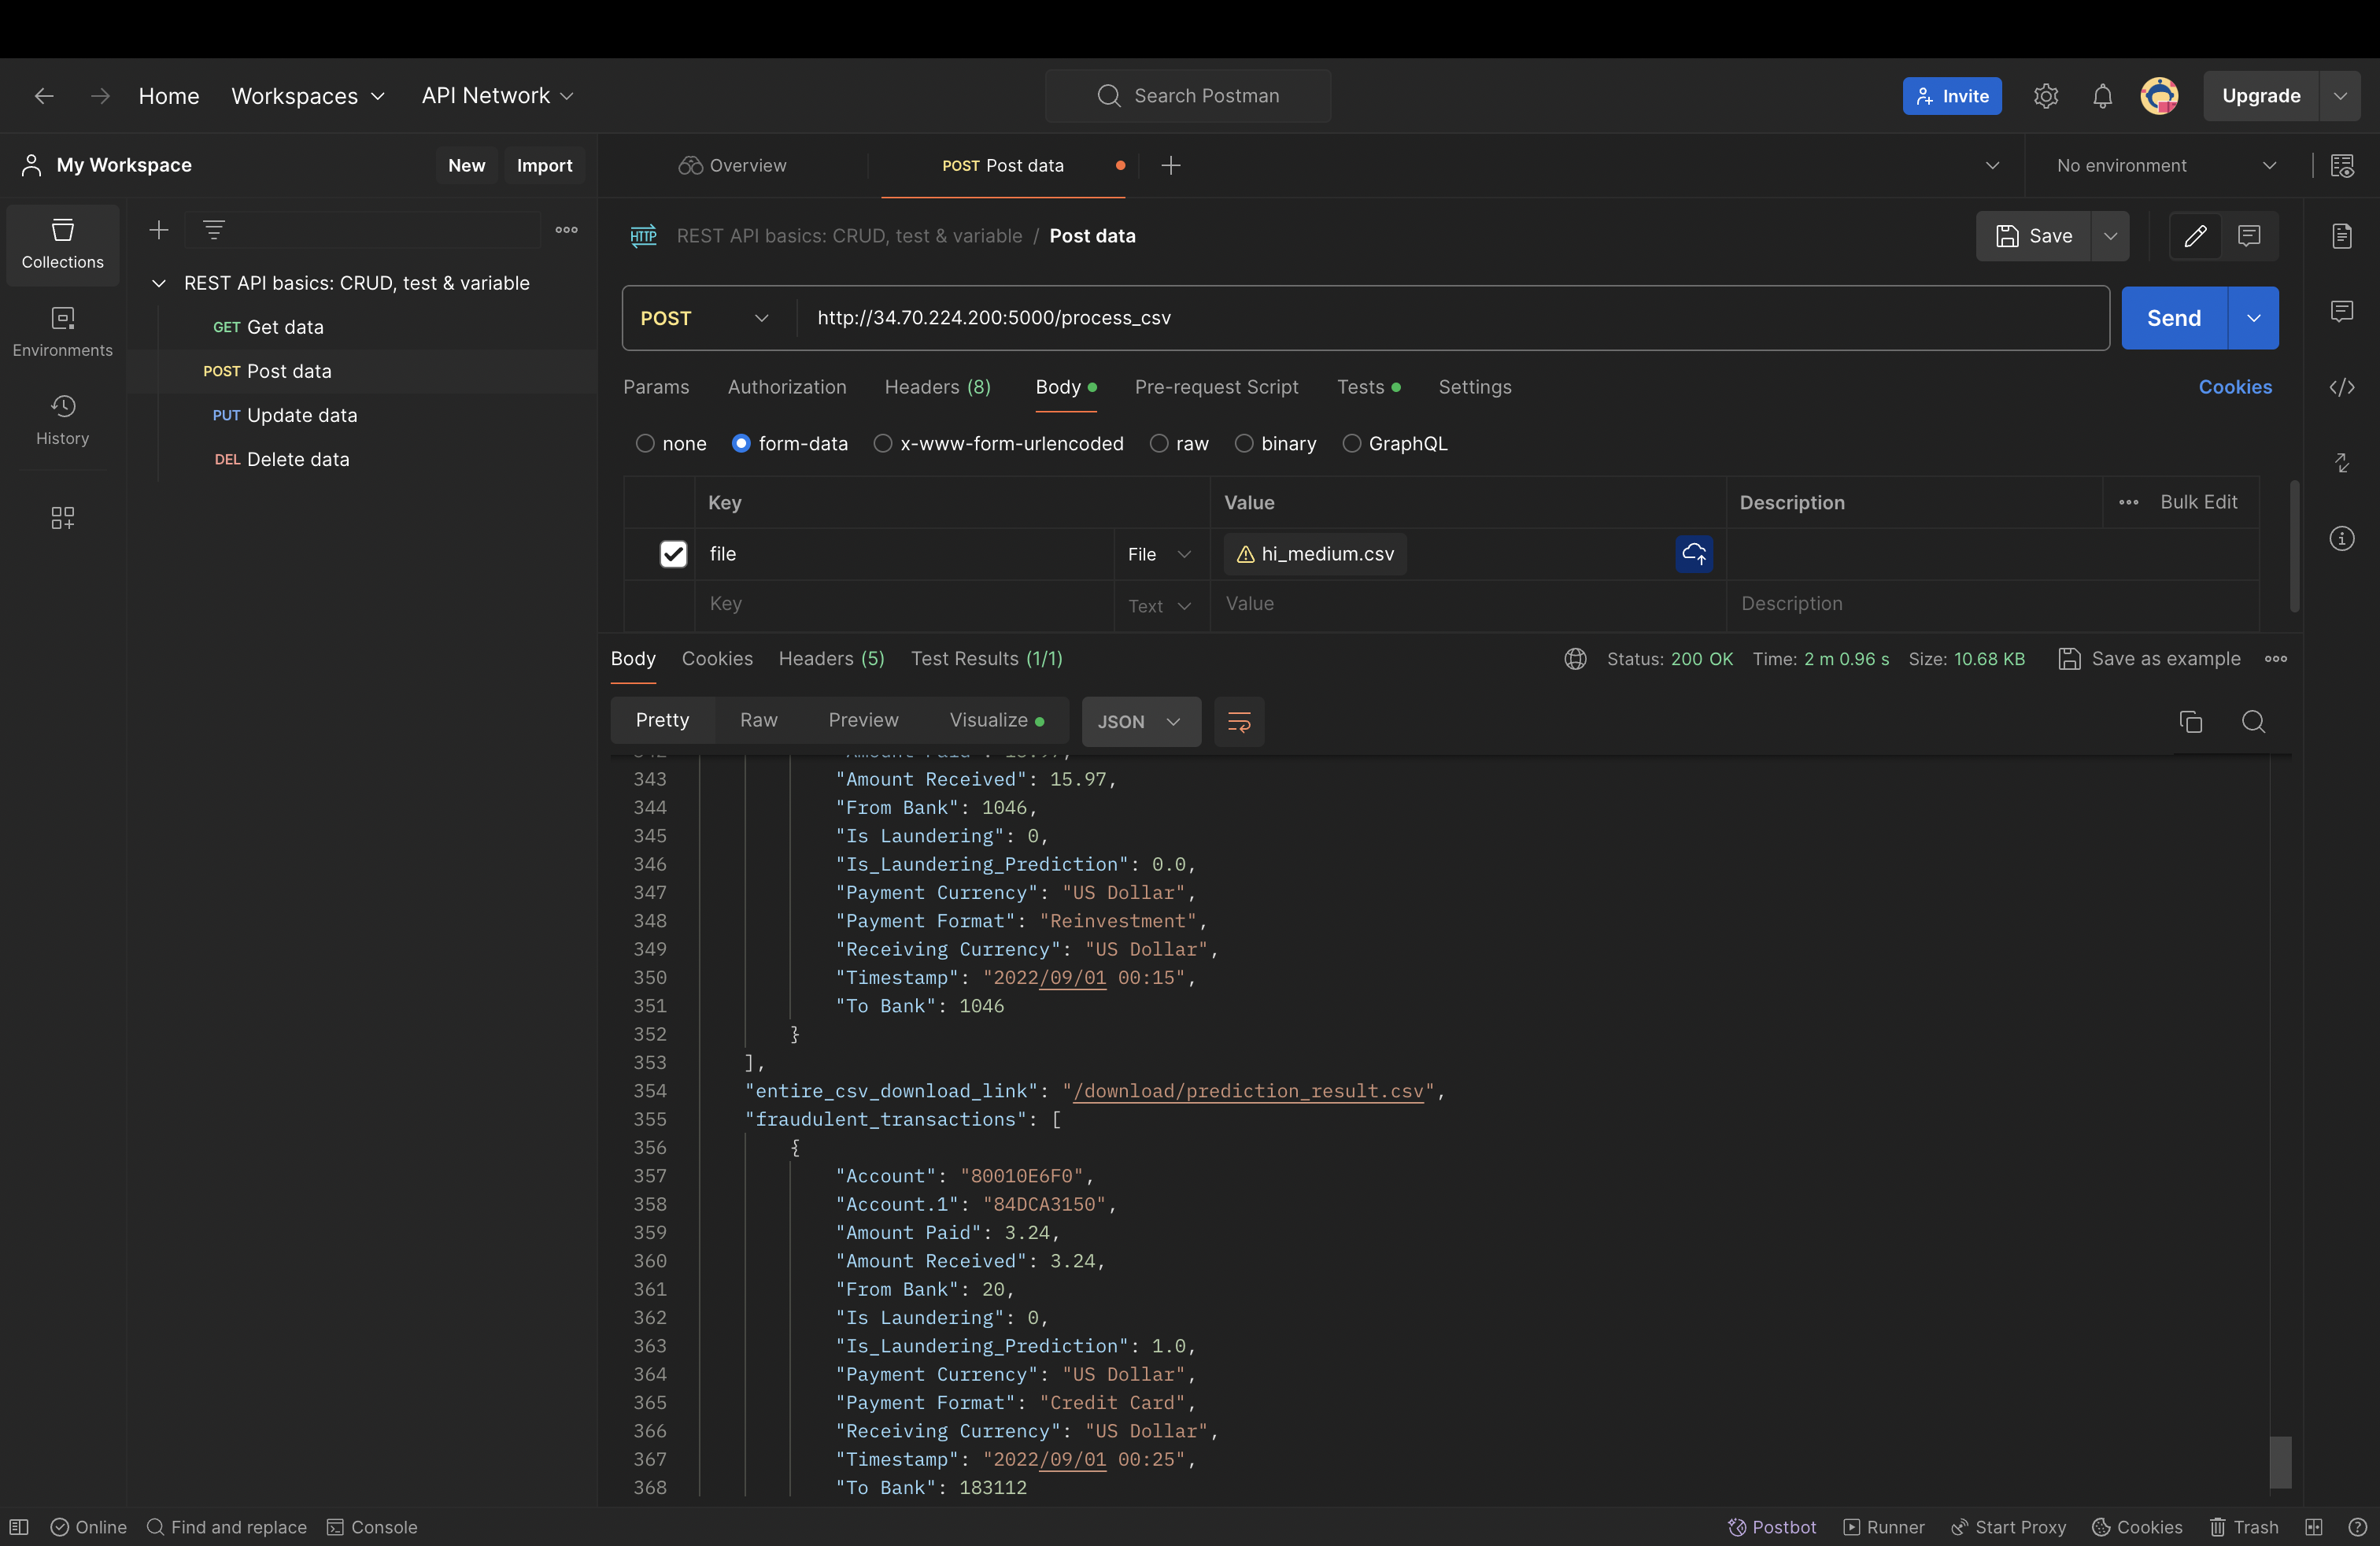 Home Workspaces API Network Search Postman Invite Upgrade
My Workspace New Import Overview POST Post data No environment
Collections
Environments
History
REST API basics: CRUD, test & variable
GET Get data
POST Post data
PUT Update data
DEL Delete data
HTTP REST API basics: CRUD, test & variable / Post data Save
POST http://34.70.224.200:5000/process_csv Send
Params Authorization Headers (8) Body Pre-request Script Tests Settings Cookies
none form-data x-www-form-urlencoded raw binary GraphQL
Key Value Description Bulk Edit
file File hi_medium.csv
Key Text Value Description
Body Cookies Headers (5) Test Results (1/1) Status: 200 OK Time: 2 m 0.96 s Size: 10.68 KB Save as example
Pretty Raw Preview Visualize JSON
343 "Amount Received": 15.97,
344 "From Bank": 1046,
345 "Is Laundering": 0,
346 "Is_Laundering_Prediction": 0.0,
347 "Payment Currency": "US Dollar",
348 "Payment Format": "Reinvestment",
349 "Receiving Currency": "US Dollar",
350 "Timestamp": "2022/09/01 00:15",
351 "To Bank": 1046
352 }
353 ],
354 "entire_csv_download_link": "/download/prediction_result.csv",
355 "fraudulent_transactions": [
356 {
357 "Account": "80010E6F0",
358 "Account.1": "84DCA3150",
359 "Amount Paid": 3.24,
360 "Amount Received": 3.24,
361 "From Bank": 20,
362 "Is Laundering": 0,
363 "Is_Laundering_Prediction": 1.0,
364 "Payment Currency": "US Dollar",
365 "Payment Format": "Credit Card",
366 "Receiving Currency": "US Dollar",
367 "Timestamp": "2022/09/01 00:25",
368 "To Bank": 183112
Online Find and replace Console Postbot Runner Start Proxy Cookies Trash